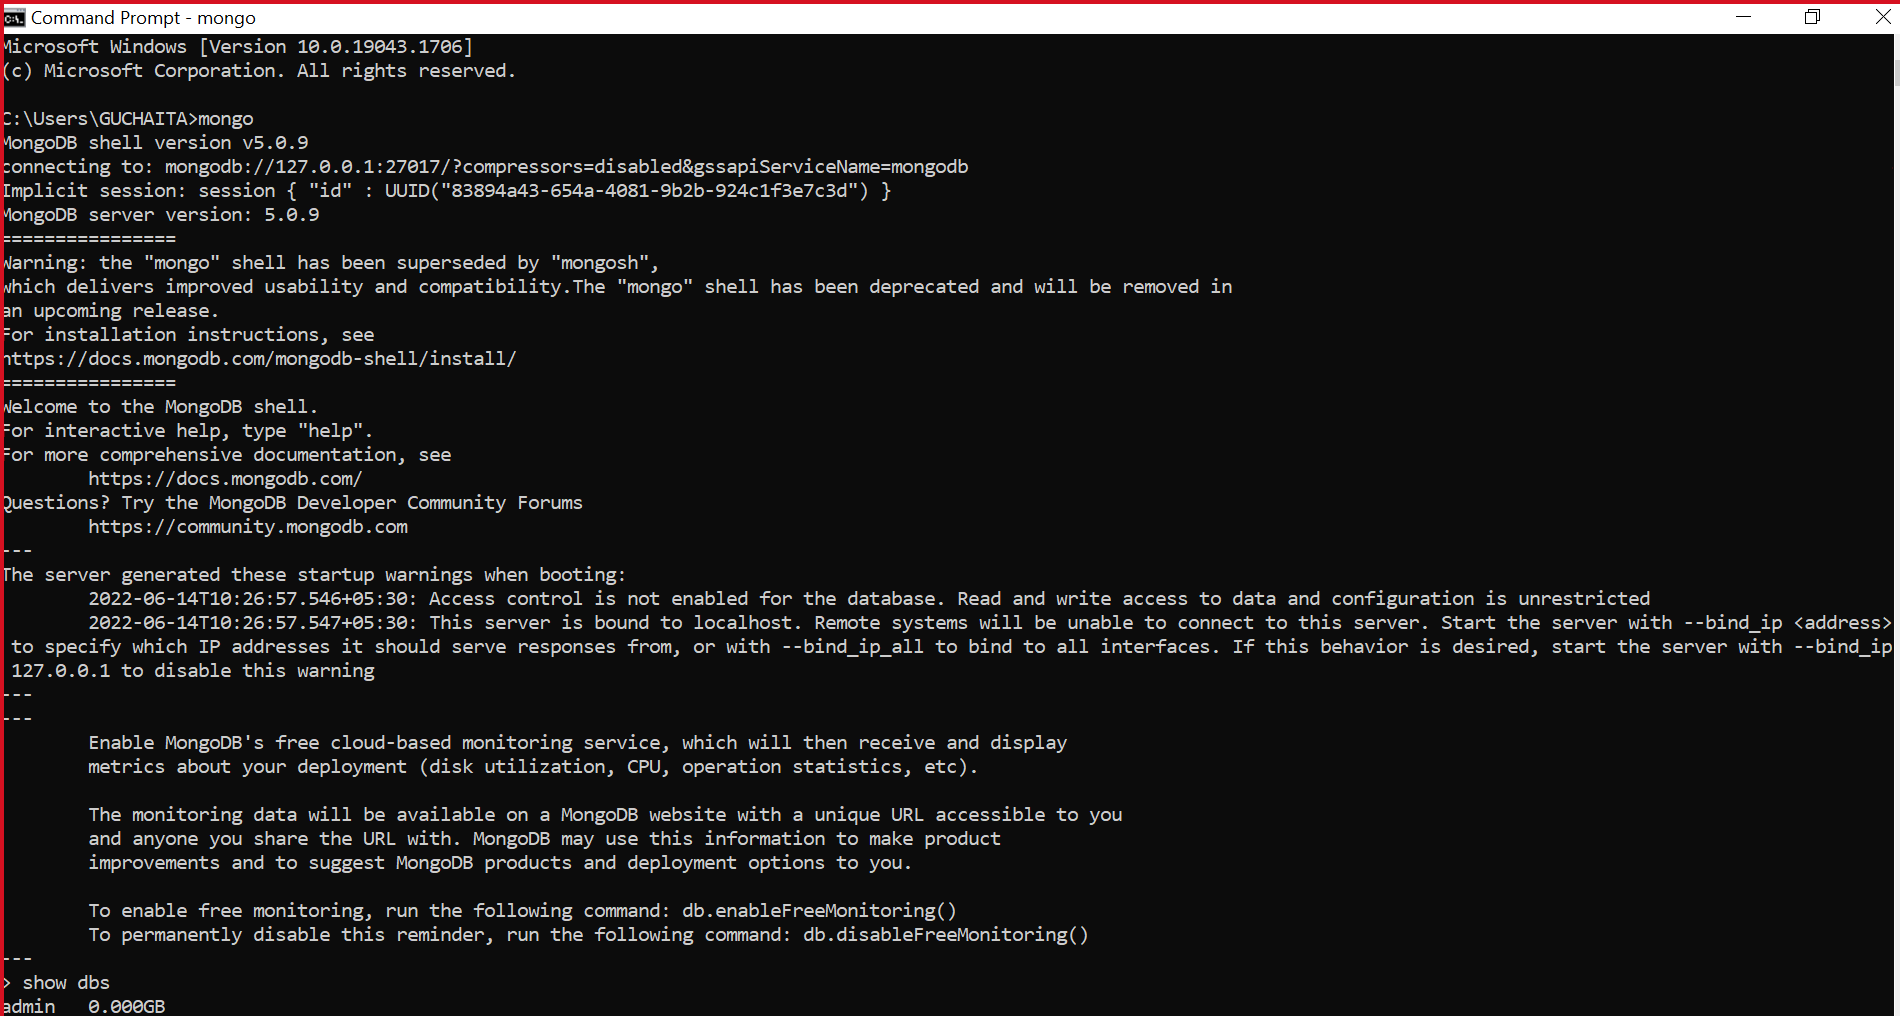 Command Prompt - mongo
Microsoft Windows [Version 10.0.19043.1706]
(c) Microsoft Corporation. All rights reserved.
C:\Users\GUCHAITA>mongo
MongoDB shell version v5.0.9
connecting to: mongodb://127.0.0.1:27017/?compressors=disabled&gssapiServiceName=mongodb
Implicit session: session { "id" : UUID("83894a43-654a-4081-9b2b-924c1f3e7c3d") }
MongoDB server version: 5.0.9
================
Warning: the "mongo" shell has been superseded by "mongosh",
which delivers improved usability and compatibility.The "mongo" shell has been deprecated and will be removed in
an upcoming release.
For installation instructions, see
https://docs.mongodb.com/mongodb-shell/install/
================
Welcome to the MongoDB shell.
For interactive help, type "help".
For more comprehensive documentation, see
        https://docs.mongodb.com/
Questions? Try the MongoDB Developer Community Forums
        https://community.mongodb.com
---
The server generated these startup warnings when booting:
        2022-06-14T10:26:57.546+05:30: Access control is not enabled for the database. Read and write access to data and configuration is unrestricted
        2022-06-14T10:26:57.547+05:30: This server is bound to localhost. Remote systems will be unable to connect to this server. Start the server with --bind_ip <address>
 to specify which IP addresses it should serve responses from, or with --bind_ip_all to bind to all interfaces. If this behavior is desired, start the server with --bind_ip
 127.0.0.1 to disable this warning
---
---
        Enable MongoDB's free cloud-based monitoring service, which will then receive and display
        metrics about your deployment (disk utilization, CPU, operation statistics, etc).
        The monitoring data will be available on a MongoDB website with a unique URL accessible to you
        and anyone you share the URL with. MongoDB may use this information to make product
        improvements and to suggest MongoDB products and deployment options to you.
        To enable free monitoring, run the following command: db.enableFreeMonitoring()
        To permanently disable this reminder, run the following command: db.disableFreeMonitoring()
---
> show dbs
admin   0.000GB